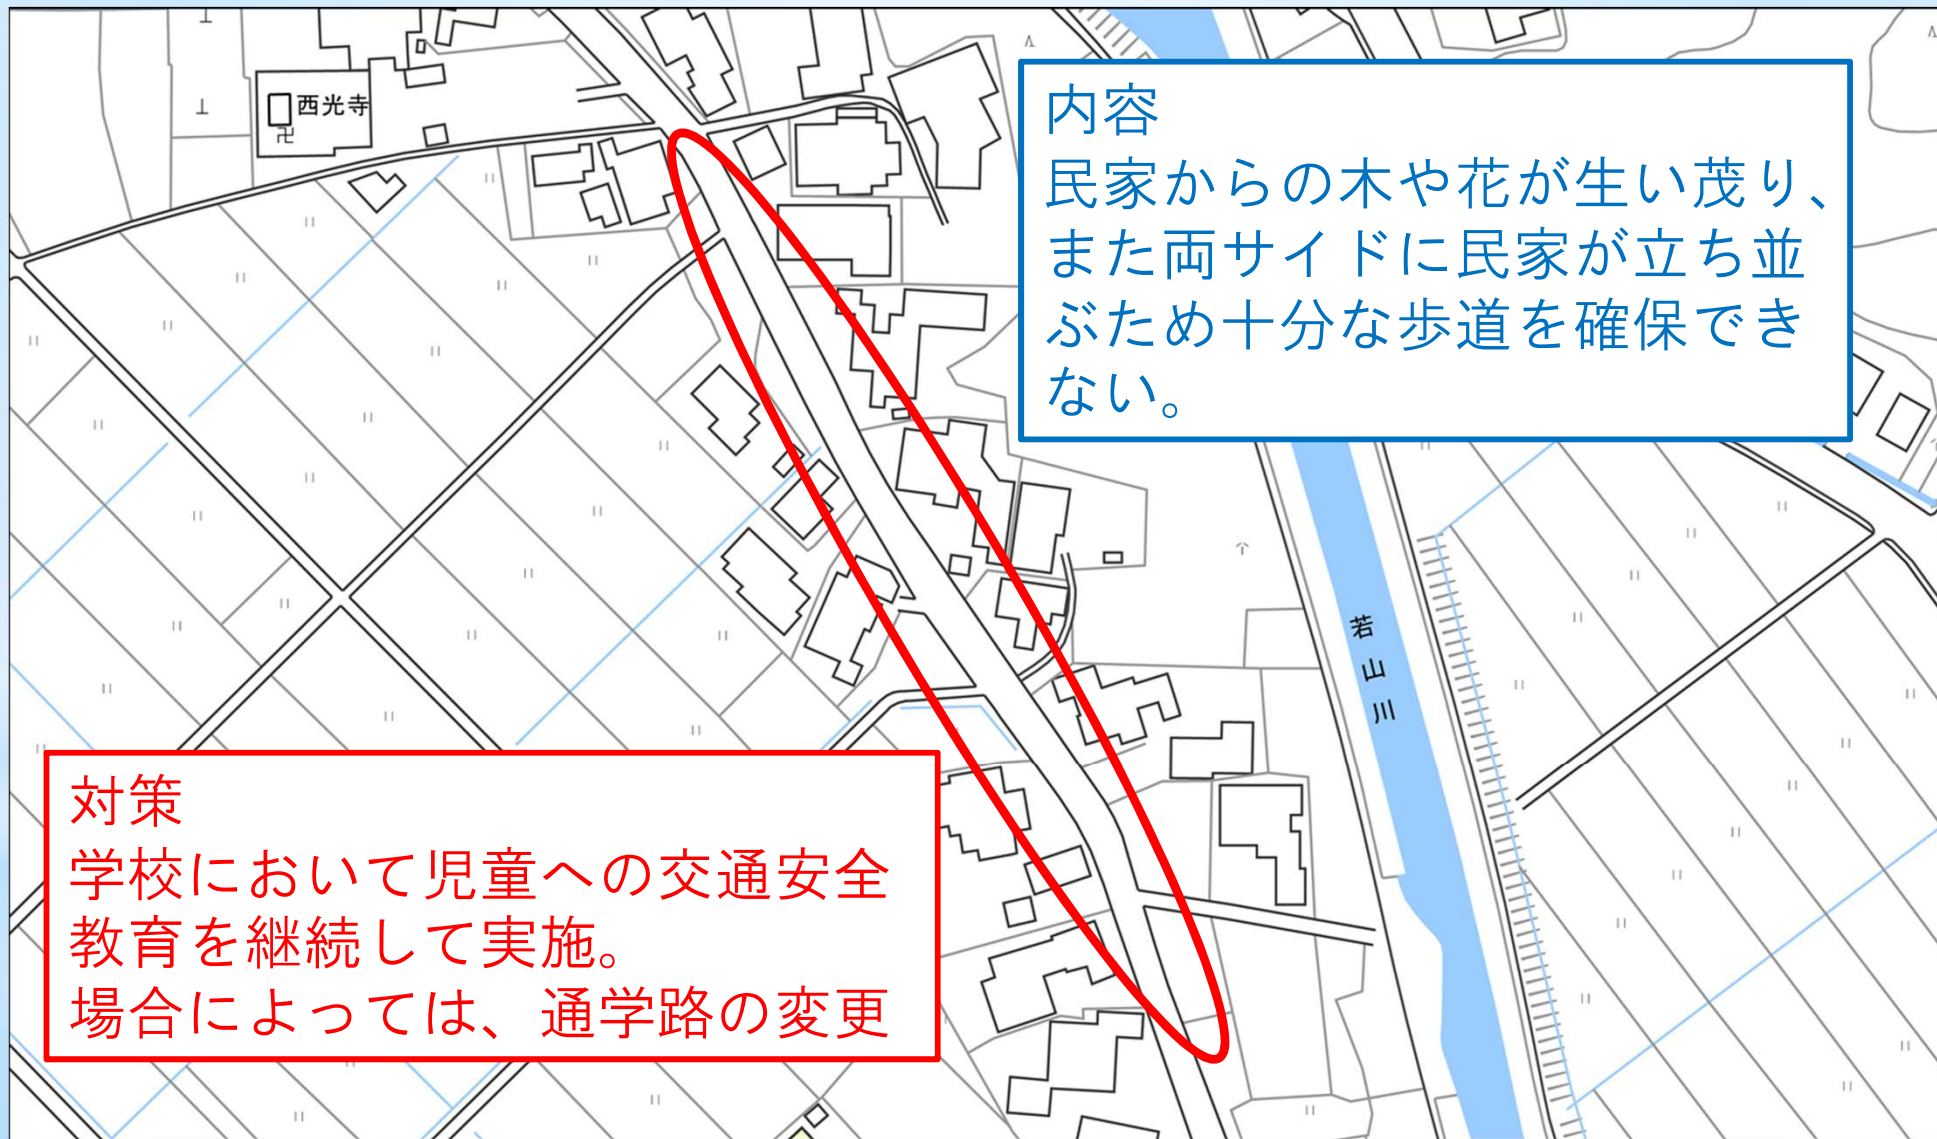 西光寺
内容
民家からの木や花が生い茂り、
また両サイドに民家が立ち並
ぶため十分な歩道を確保でき
ない。
若山川
対策
学校において児童への交通安全
教育を継続して実施。
場合によっては、通学路の変更